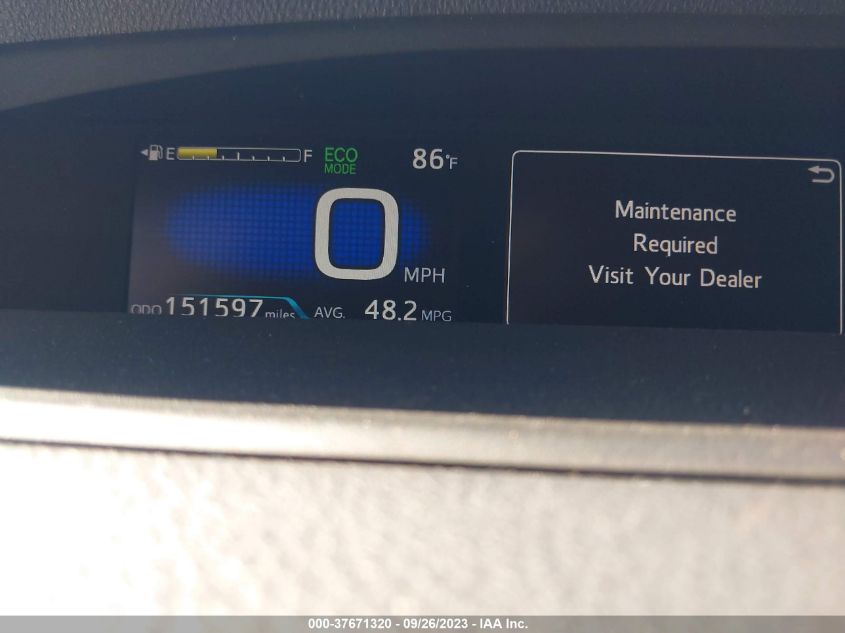 E F ECO 86°F
MODE
0 MPH
ODO 151597 miles AVG. 48.2 MPG
Maintenance
Required
Visit Your Dealer
000-37671320 - 09/26/2023 - IAA Inc.